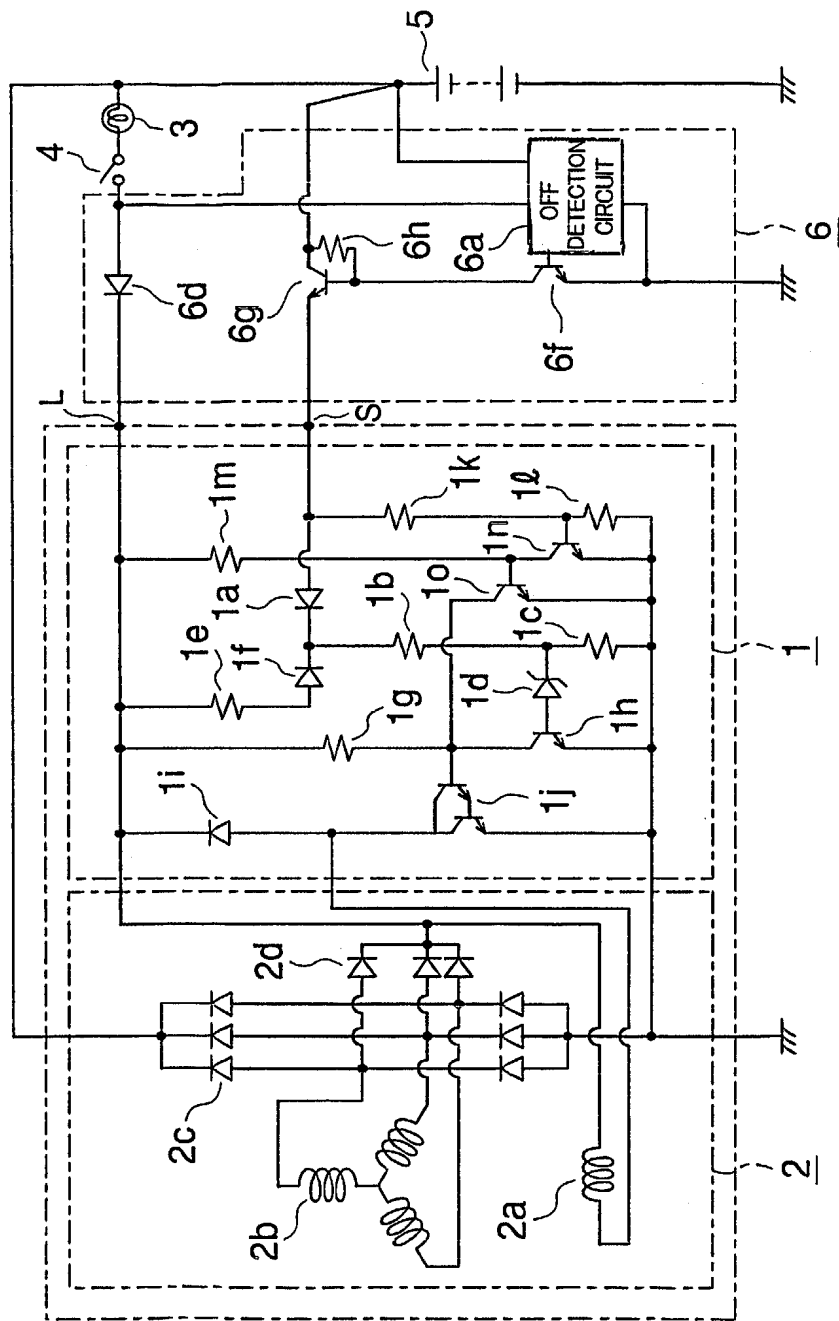 5
3
4
OFF
DETECTION
CIRCUIT
6a
6h
6
6d
6g
6f
L
S
1m
1k
1ℓ
1n
1a
1o
1e
1b
1c
1f
1d
1
1g
1h
1i
1j
2d
2c
2b
2a
2